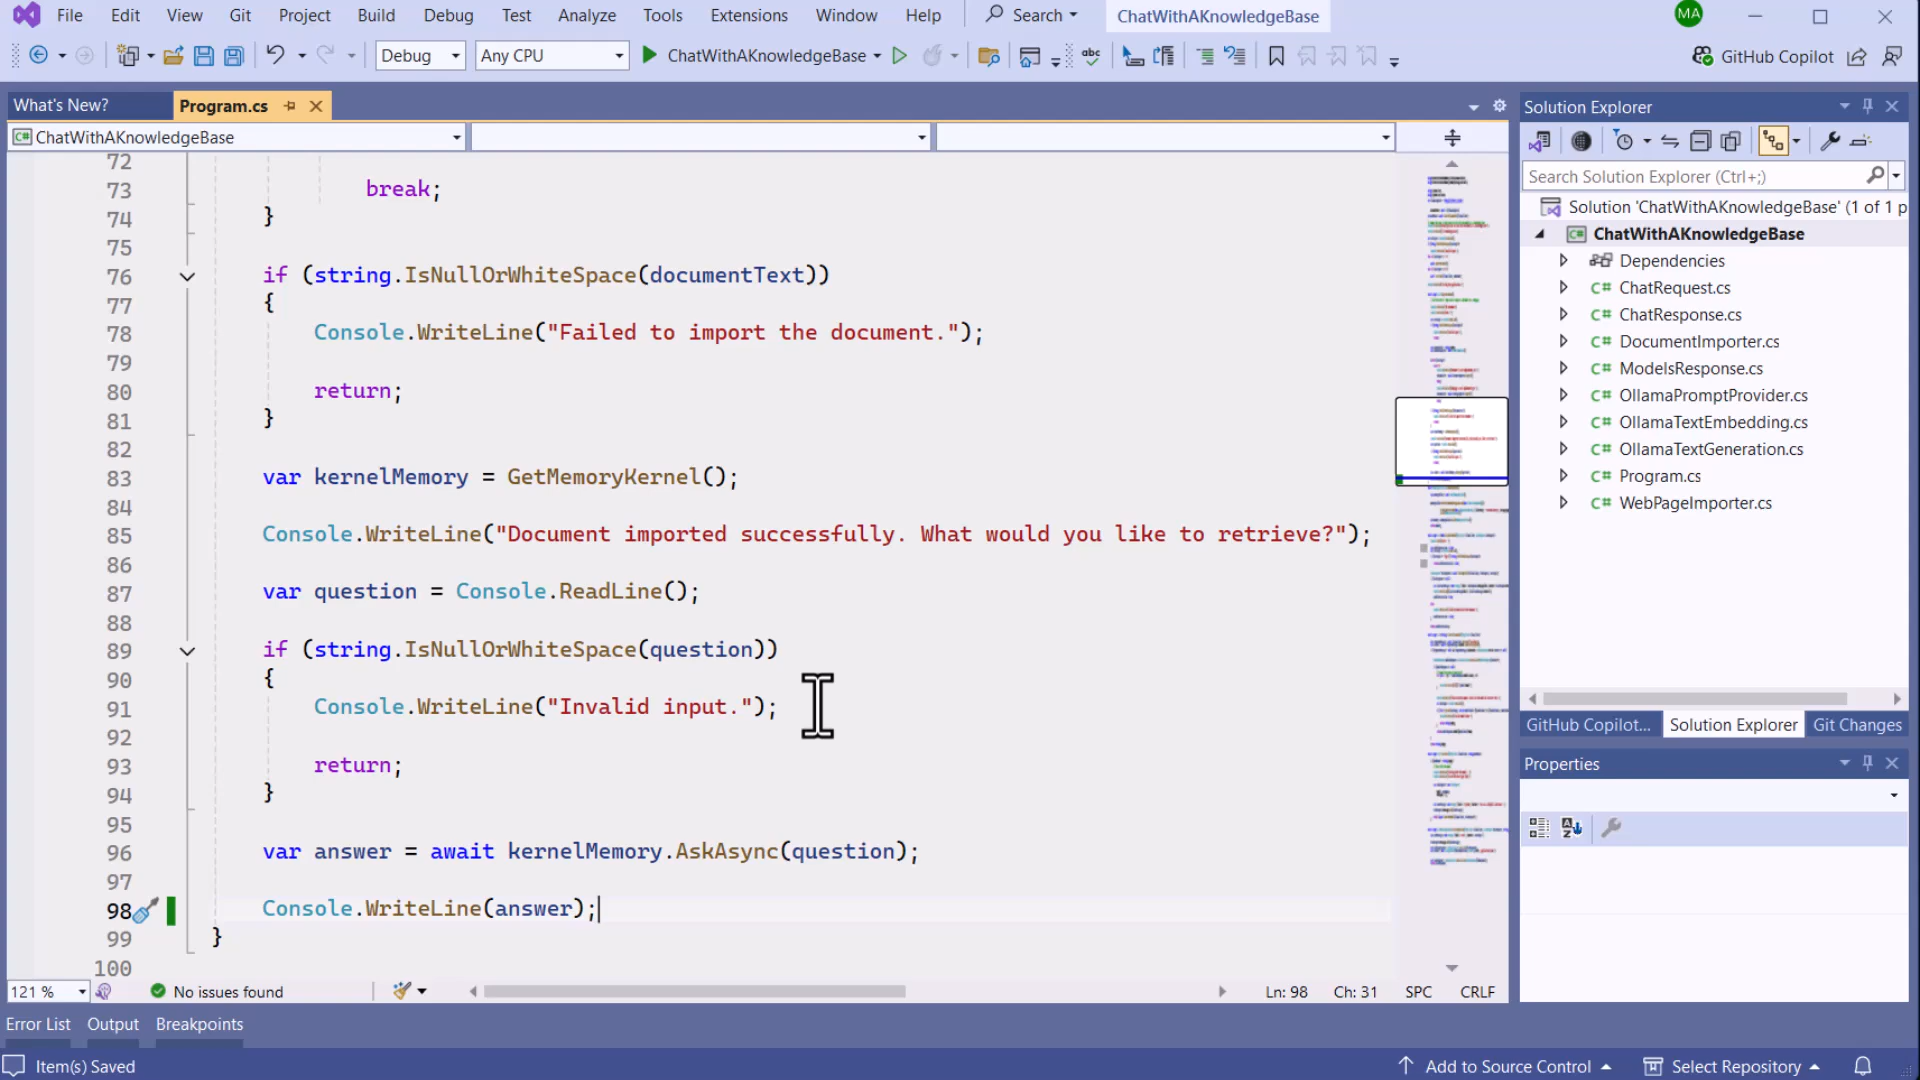 File Edit View Git Project Build Debug Test Analyze Tools Extensions Window Help Search ChatWithAKnowledgeBase MA
Debug Any CPU ChatWithAKnowledgeBase abc GitHub Copilot
What's New? Program.cs
C# ChatWithAKnowledgeBase
72
73 break;
74 }
75
76 if (string.IsNullOrWhiteSpace(documentText))
77 {
78 Console.WriteLine("Failed to import the document.");
79
80 return;
81 }
82
83 var kernelMemory = GetMemoryKernel();
84
85 Console.WriteLine("Document imported successfully. What would you like to retrieve?");
86
87 var question = Console.ReadLine();
88
89 if (string.IsNullOrWhiteSpace(question))
90 {
91 Console.WriteLine("Invalid input.");
92
93 return;
94 }
95
96 var answer = await kernelMemory.AskAsync(question);
97
98 Console.WriteLine(answer);
99 }
100
121 % No issues found Ln: 98 Ch: 31 SPC CRLF
Error List Output Breakpoints
Item(s) Saved Add to Source Control Select Repository
Solution Explorer
Search Solution Explorer (Ctrl+;)
Solution 'ChatWithAKnowledgeBase' (1 of 1 p
C# ChatWithAKnowledgeBase
Dependencies
C# ChatRequest.cs
C# ChatResponse.cs
C# DocumentImporter.cs
C# ModelsResponse.cs
C# OllamaPromptProvider.cs
C# OllamaTextEmbedding.cs
C# OllamaTextGeneration.cs
C# Program.cs
C# WebPageImporter.cs
GitHub Copilot... Solution Explorer Git Changes
Properties